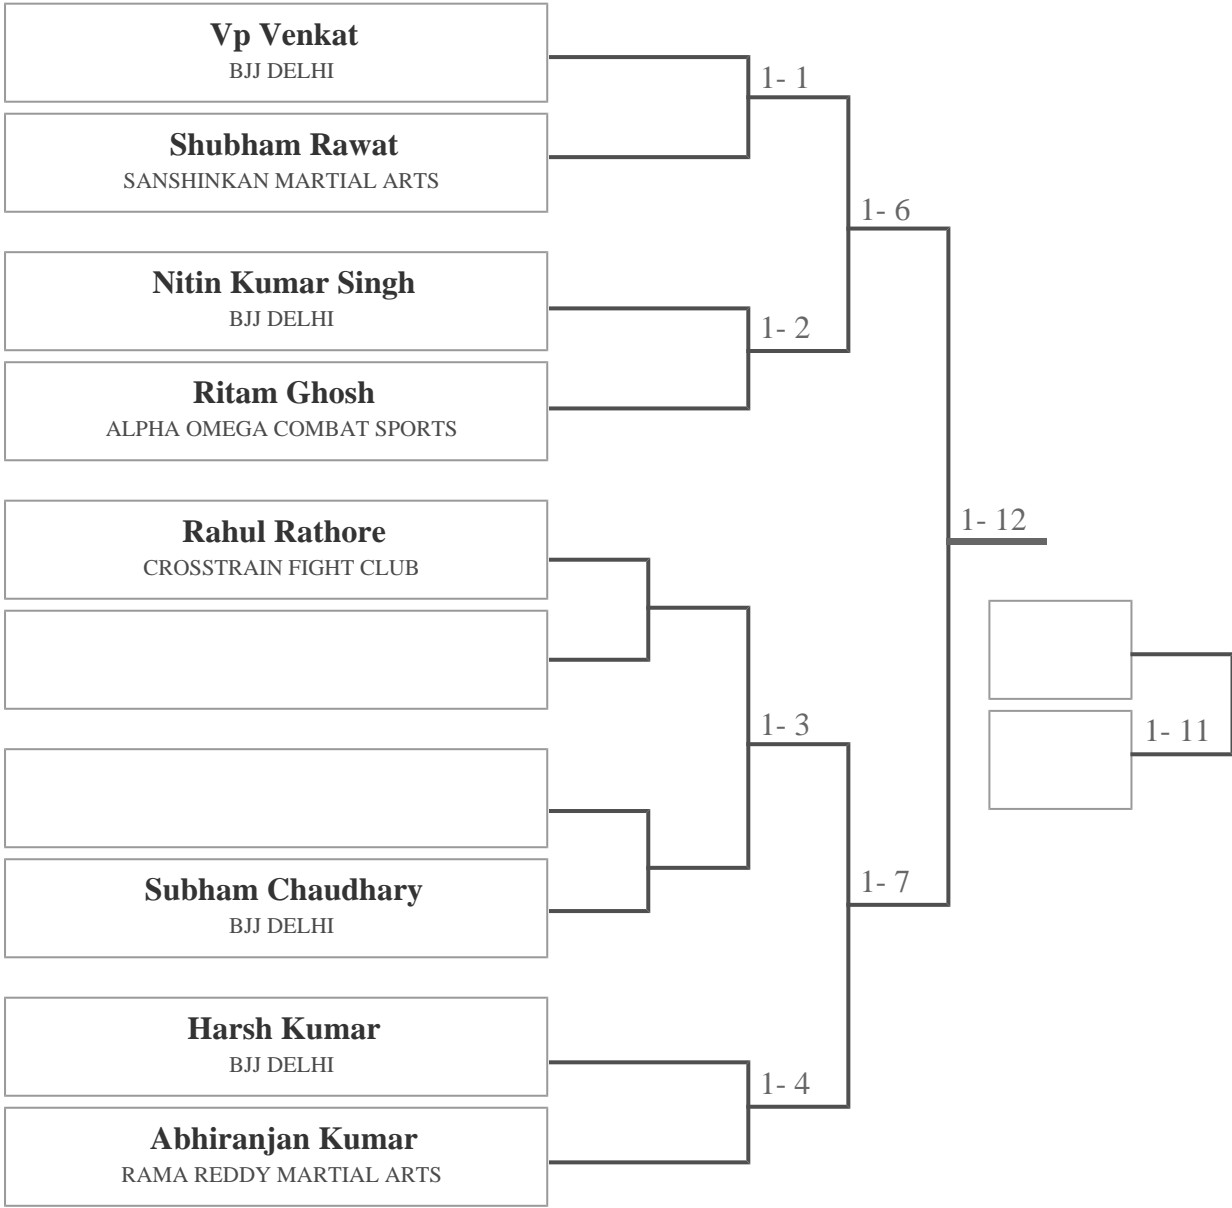 Vp Venkat
BJJ DELHI
1- 1
Shubham Rawat
SANSHINKAN MARTIAL ARTS
1- 6
Nitin Kumar Singh
BJJ DELHI
1- 2
Ritam Ghosh
ALPHA OMEGA COMBAT SPORTS
Rahul Rathore
CROSSTRAIN FIGHT CLUB
1- 12
1- 3
1- 11
Subham Chaudhary
BJJ DELHI
1- 7
Harsh Kumar
BJJ DELHI
1- 4
Abhiranjan Kumar
RAMA REDDY MARTIAL ARTS